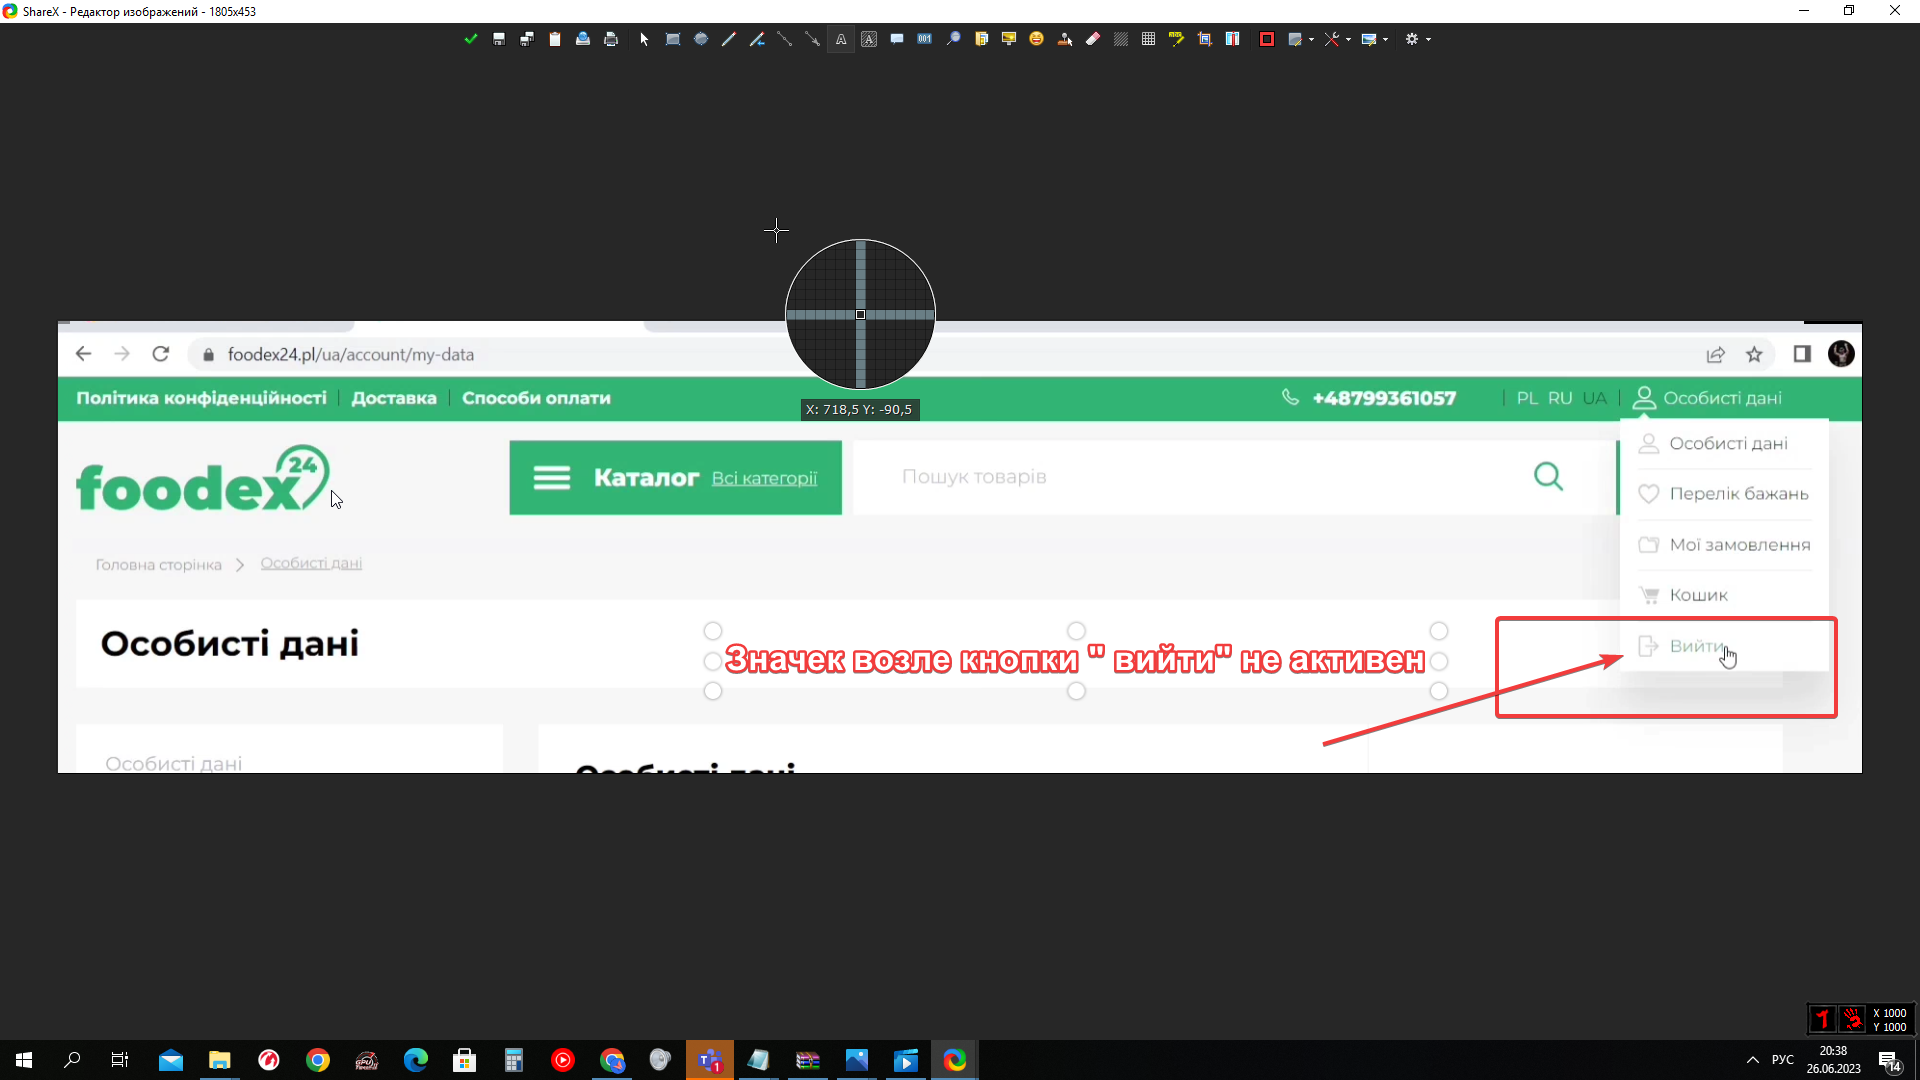 ShareX - Редактор изображений - 1805x453
foodex24.pl/ua/account/my-data
Політика конфіденційності
Доставка
Способи оплати
+48799361057
PL RU UA
Особисті дані
X: 718,5 Y: -90,5
foodex24
Каталог Всі категорії
Пошук товарів
Особисті дані
Перелік бажань
Мої замовлення
Кошик
Вийти
Головна сторінка
Особисті дані
Особисті дані
Значек возле кнопки " вийти" не активен
Особисті дані
Особисті дані
X 1000
Y 1000
РУС
20:38
26.06.2023
14